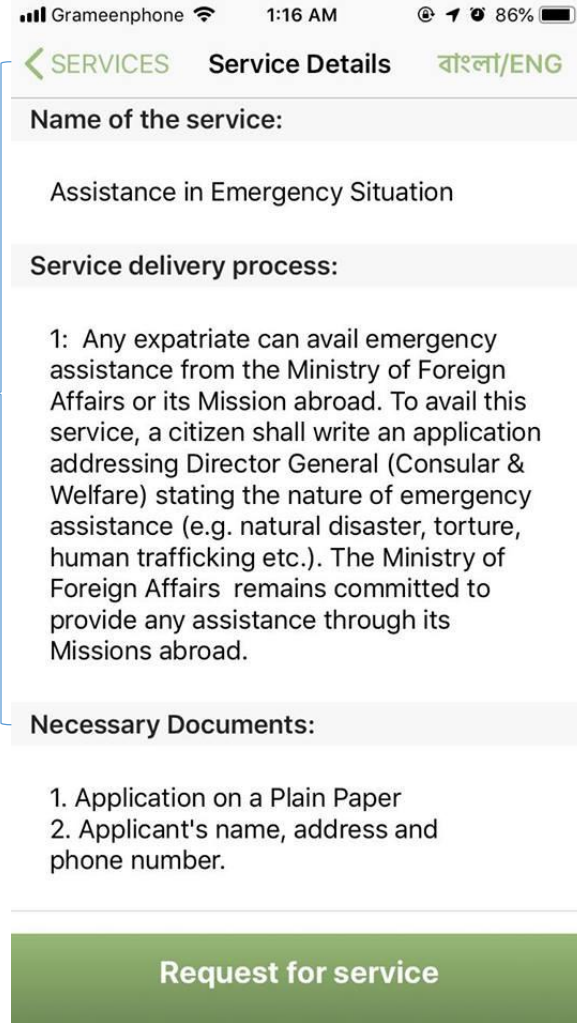 Grameenphone 1:16 AM 86%
SERVICES Service Details বাংলা/ENG
Name of the service:
Assistance in Emergency Situation
Service delivery process:
1: Any expatriate can avail emergency
assistance from the Ministry of Foreign
Affairs or its Mission abroad. To avail this
service, a citizen shall write an application
addressing Director General (Consular &
Welfare) stating the nature of emergency
assistance (e.g. natural disaster, torture,
human trafficking etc.). The Ministry of
Foreign Affairs remains committed to
provide any assistance through its
Missions abroad.
Necessary Documents:
1. Application on a Plain Paper
2. Applicant's name, address and
phone number.
Request for service